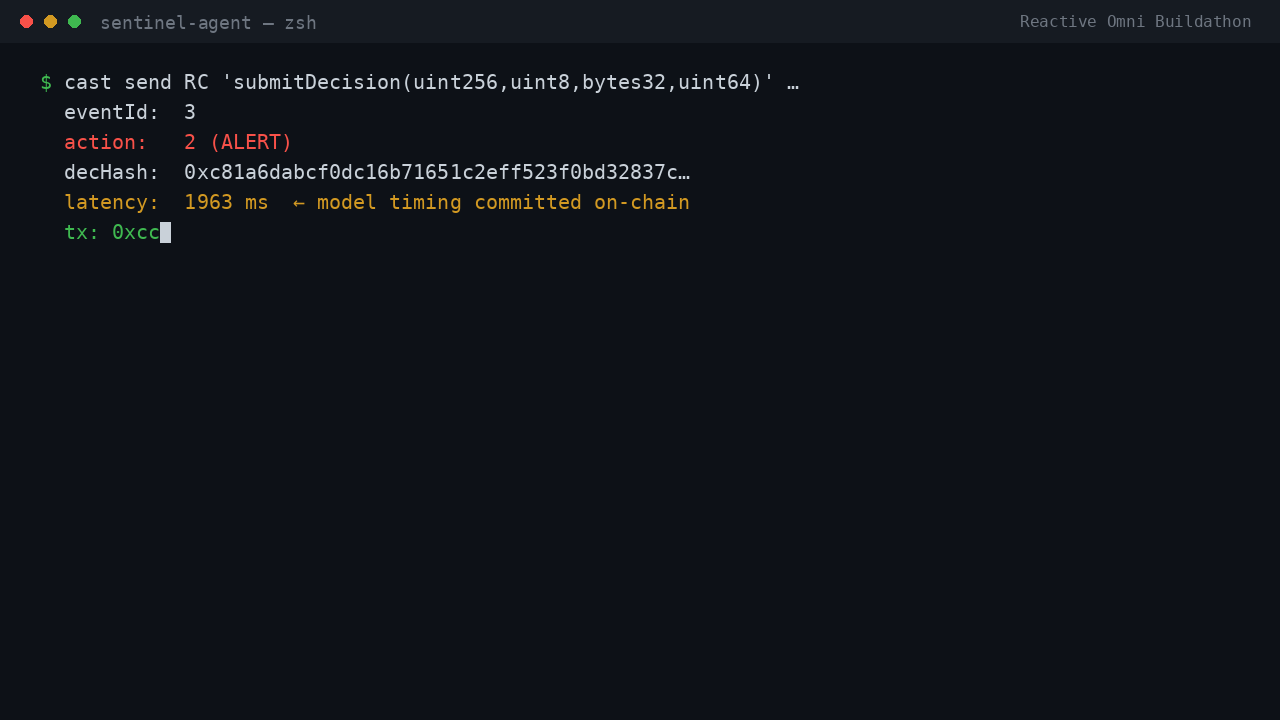 sentinel-agent — zsh
Reactive Omni Buildathon
$ cast send RC 'submitDecision(uint256,uint8,bytes32,uint64)' …
eventId: 3
action: 2 (ALERT)
decHash: 0xc81a6dabcf0dc16b71651c2eff523f0bd32837c…
latency: 1963 ms ← model timing committed on-chain
tx: 0xcc